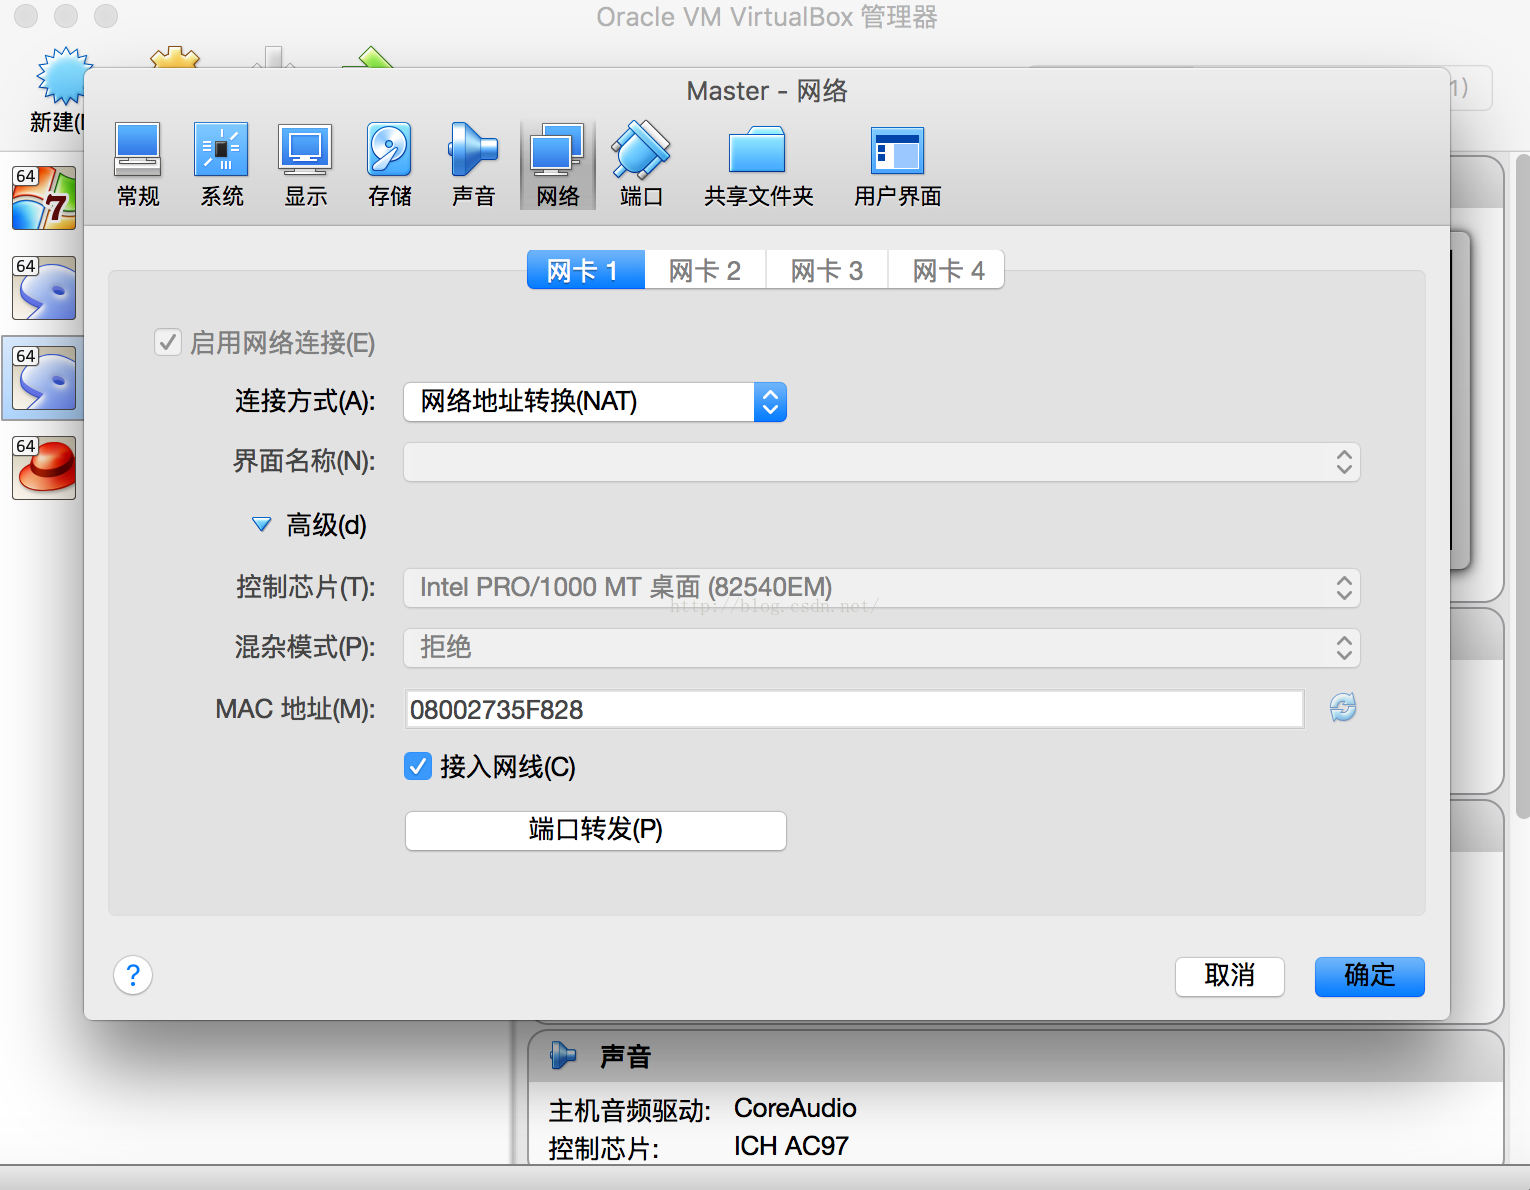 Oracle VM VirtualBox 管理器
新建(
1)
Master - 网络
常规 系统 显示 存储 声音 网络 端口 共享文件夹 用户界面
64
7
64
64
64
网卡 1 网卡 2 网卡 3 网卡 4
启用网络连接(E)
连接方式(A): 网络地址转换(NAT)
界面名称(N):
高级(d)
控制芯片(T): Intel PRO/1000 MT 桌面 (82540EM)
http://blog.csdn.net/
混杂模式(P): 拒绝
MAC 地址(M): 08002735F828
接入网线(C)
端口转发(P)
? 取消 确定
声音
主机音频驱动: CoreAudio
控制芯片: ICH AC97